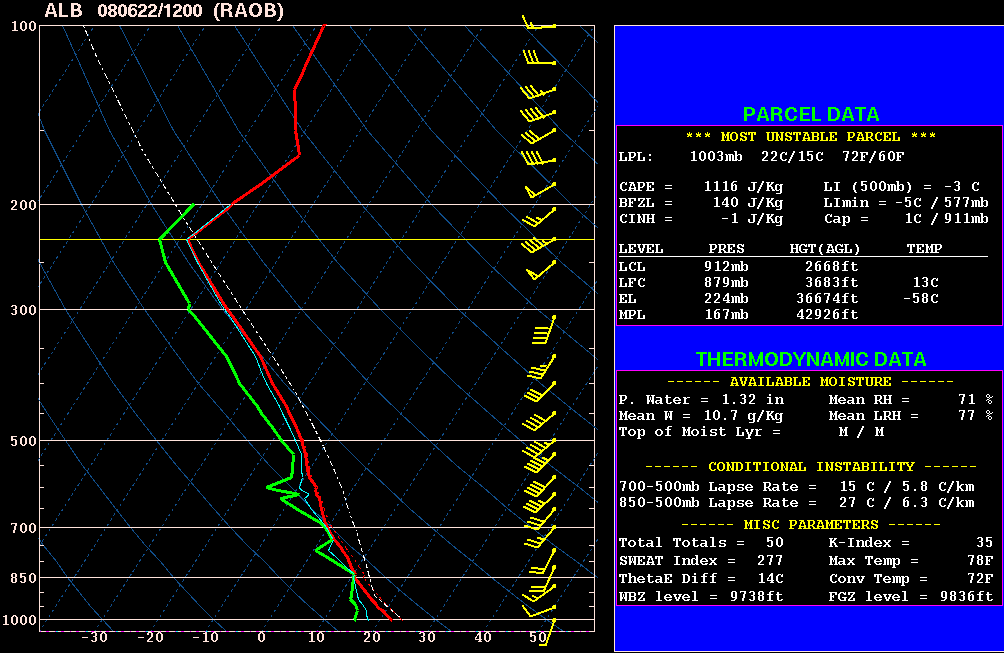 ALB 080622/1200 (RAOB)
100
200
300
500
700
850
1000
-30 -20 -10 0 10 20 30 40 50
PARCEL DATA
*** MOST UNSTABLE PARCEL ***
LPL: 1003mb 22C/15C 72F/60F
CAPE = 1116 J/Kg LI (500mb) = -3 C
BFZL = 140 J/Kg LImin = -5C / 577mb
CINH = -1 J/Kg Cap = 1C / 911mb
LEVEL PRES HGT(AGL) TEMP
LCL 912mb 2668ft
LFC 879mb 3683ft 13C
EL 224mb 36674ft -58C
MPL 167mb 42926ft
THERMODYNAMIC DATA
------ AVAILABLE MOISTURE ------
P. Water = 1.32 in Mean RH = 71 %
Mean W = 10.7 g/Kg Mean LRH = 77 %
Top of Moist Lyr = M / M
------ CONDITIONAL INSTABILITY ------
700-500mb Lapse Rate = 15 C / 5.8 C/km
850-500mb Lapse Rate = 27 C / 6.3 C/km
------ MISC PARAMETERS ------
Total Totals = 50 K-Index = 35
SWEAT Index = 277 Max Temp = 78F
ThetaE Diff = 14C Conv Temp = 72F
WBZ level = 9738ft FGZ level = 9836ft